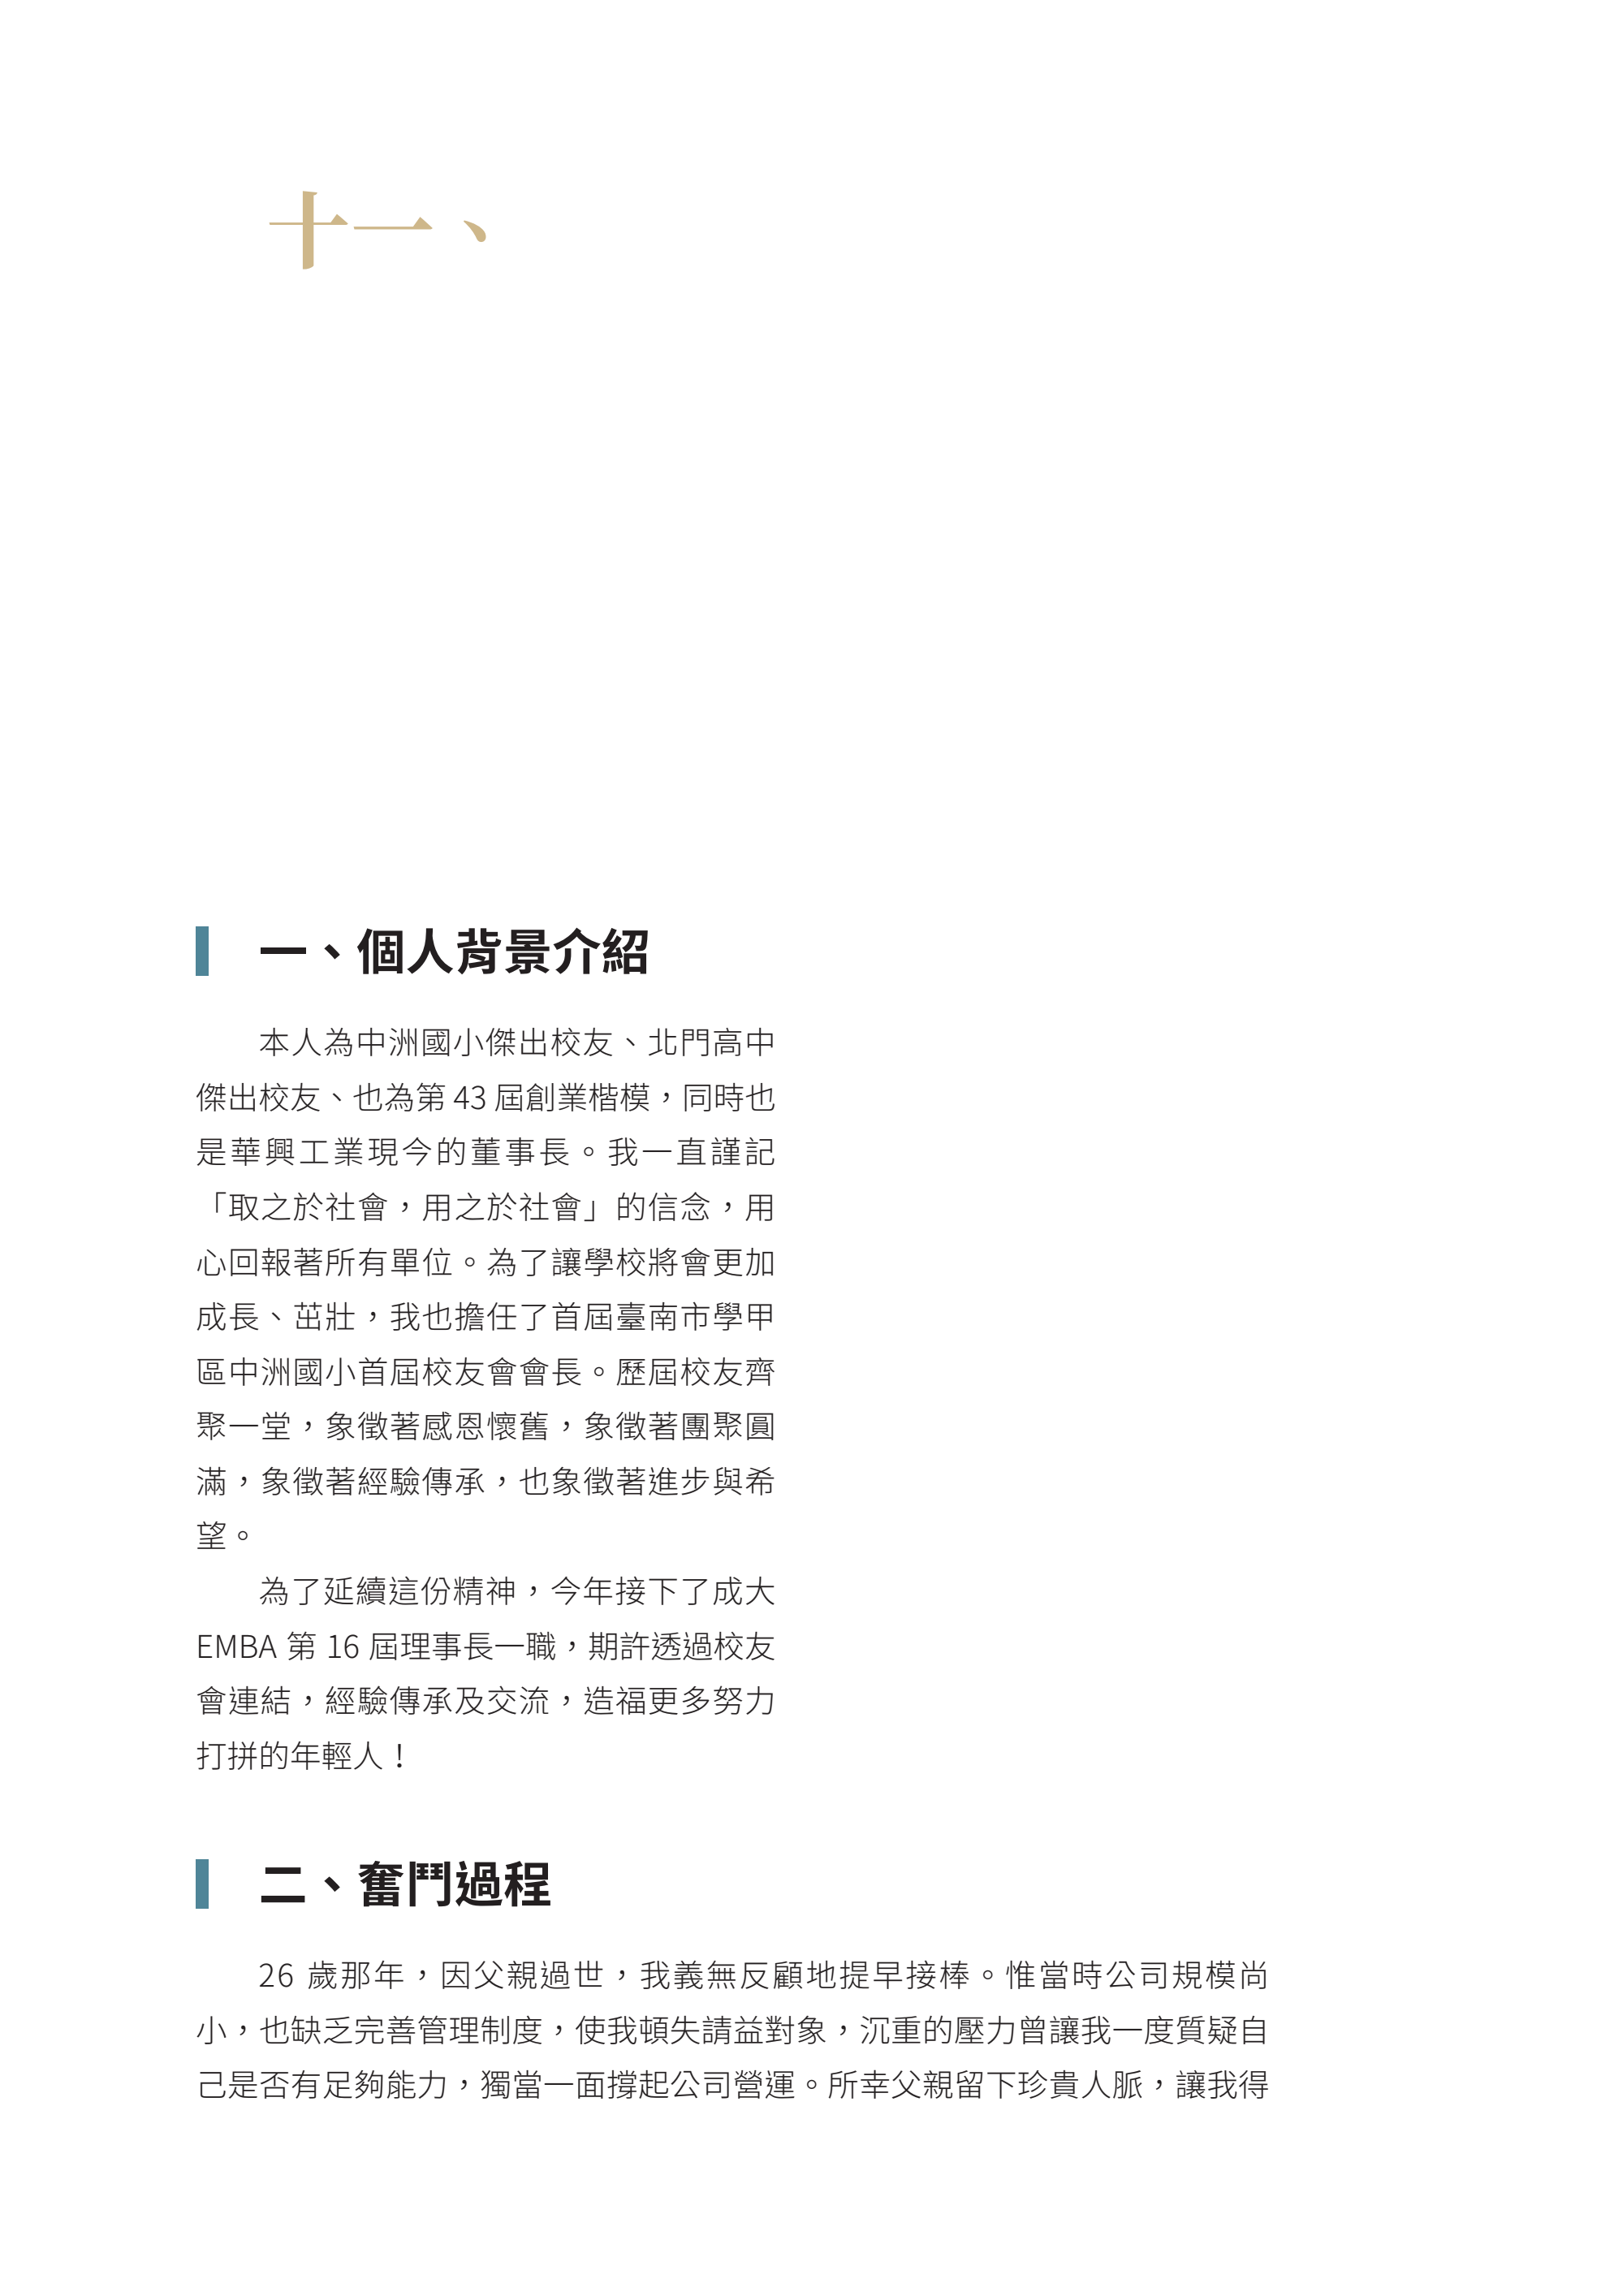 十一、
一、個人背景介紹
本人為中洲國小傑出校友、北門高中
傑出校友、也為第 43 屆創業楷模，同時也
是華興工業現今的董事長。我一直謹記
「取之於社會，用之於社會」的信念，用
心回報著所有單位。為了讓學校將會更加
成長、茁壯，我也擔任了首屆臺南市學甲
區中洲國小首屆校友會會長。歷屆校友齊
聚一堂，象徵著感恩懷舊，象徵著團聚圓
滿，象徵著經驗傳承，也象徵著進步與希
望。
為了延續這份精神，今年接下了成大
EMBA 第 16 屆理事長一職，期許透過校友
會連結，經驗傳承及交流，造福更多努力
打拼的年輕人！
二、奮鬥過程
26 歲那年，因父親過世，我義無反顧地提早接棒。惟當時公司規模尚
小，也缺乏完善管理制度，使我頓失請益對象，沉重的壓力曾讓我一度質疑自
己是否有足夠能力，獨當一面撐起公司營運。所幸父親留下珍貴人脈，讓我得